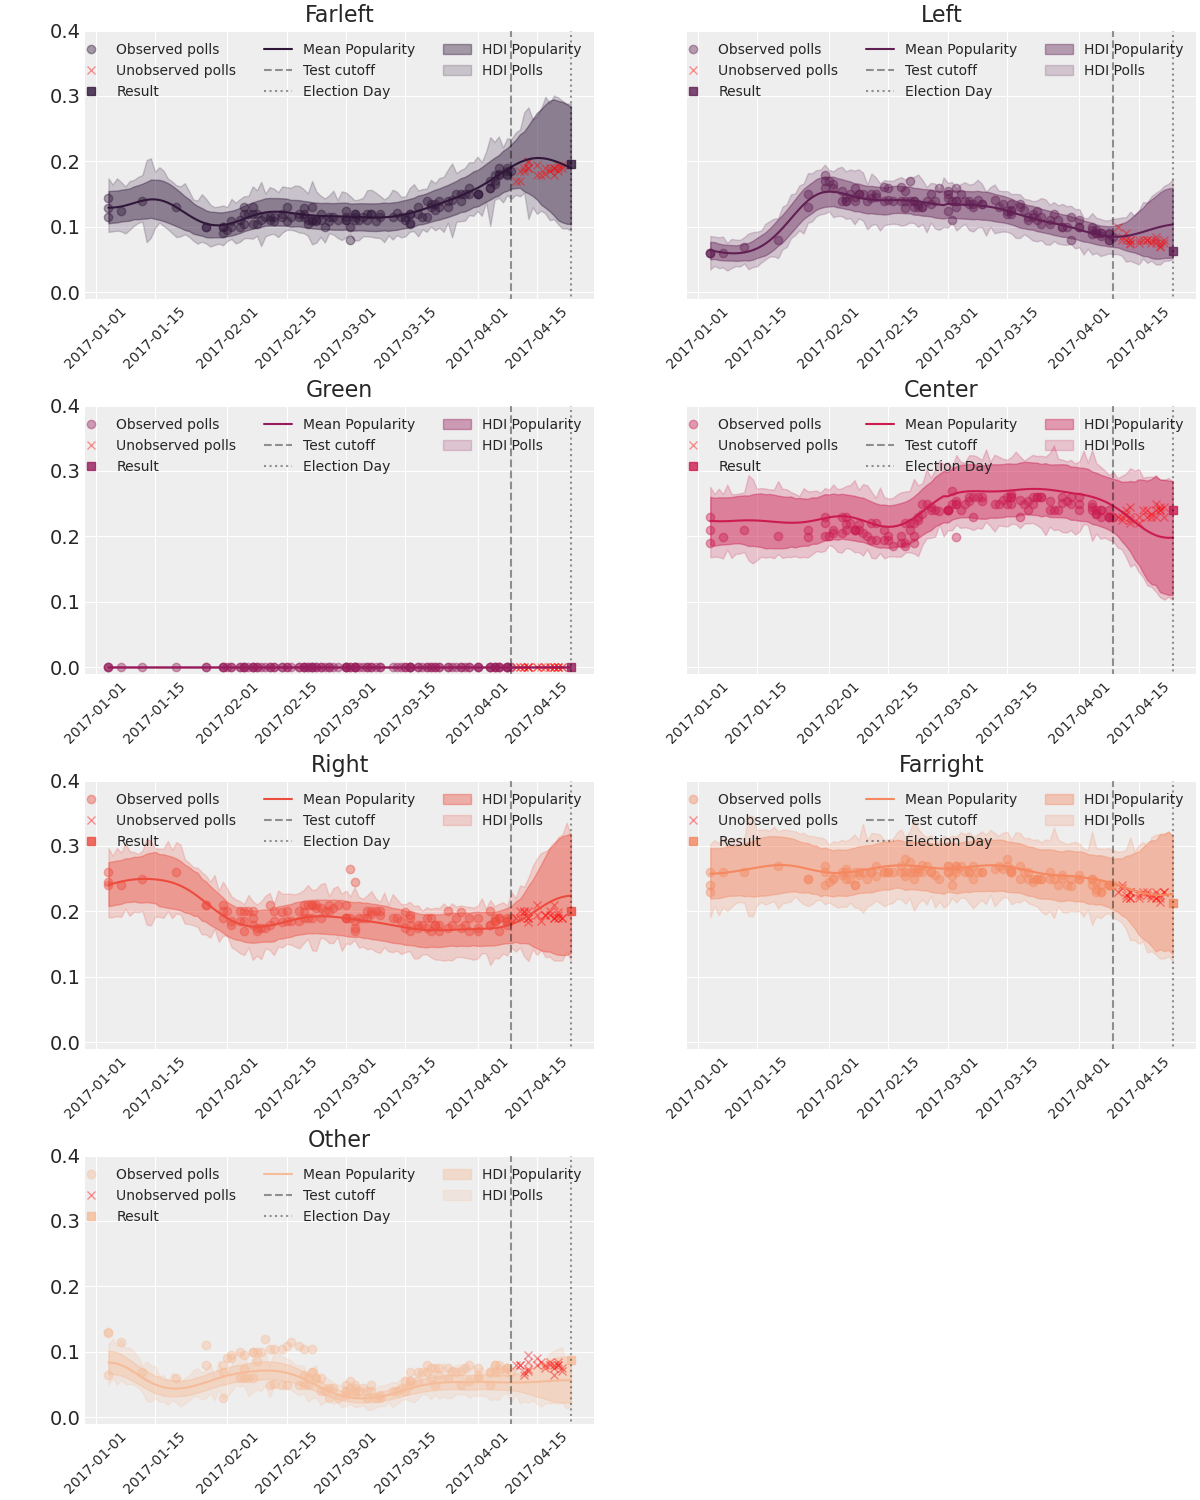 Farleft
Observed polls Mean Popularity HDI Popularity
Unobserved polls Test cutoff HDI Polls
Result Election Day
0.4
0.3
0.2
0.1
0.0
2017-01-01 2017-01-15 2017-02-01 2017-02-15 2017-03-01 2017-03-15 2017-04-01 2017-04-15
Left
Observed polls Mean Popularity HDI Popularity
Unobserved polls Test cutoff HDI Polls
Result Election Day
2017-01-01 2017-01-15 2017-02-01 2017-02-15 2017-03-01 2017-03-15 2017-04-01 2017-04-15
Green
Observed polls Mean Popularity HDI Popularity
Unobserved polls Test cutoff HDI Polls
Result Election Day
0.4
0.3
0.2
0.1
0.0
2017-01-01 2017-01-15 2017-02-01 2017-02-15 2017-03-01 2017-03-15 2017-04-01 2017-04-15
Center
Observed polls Mean Popularity HDI Popularity
Unobserved polls Test cutoff HDI Polls
Result Election Day
2017-01-01 2017-01-15 2017-02-01 2017-02-15 2017-03-01 2017-03-15 2017-04-01 2017-04-15
Right
Observed polls Mean Popularity HDI Popularity
Unobserved polls Test cutoff HDI Polls
Result Election Day
0.4
0.3
0.2
0.1
0.0
2017-01-01 2017-01-15 2017-02-01 2017-02-15 2017-03-01 2017-03-15 2017-04-01 2017-04-15
Farright
Observed polls Mean Popularity HDI Popularity
Unobserved polls Test cutoff HDI Polls
Result Election Day
2017-01-01 2017-01-15 2017-02-01 2017-02-15 2017-03-01 2017-03-15 2017-04-01 2017-04-15
Other
Observed polls Mean Popularity HDI Popularity
Unobserved polls Test cutoff HDI Polls
Result Election Day
0.4
0.3
0.2
0.1
0.0
2017-01-01 2017-01-15 2017-02-01 2017-02-15 2017-03-01 2017-03-15 2017-04-01 2017-04-15